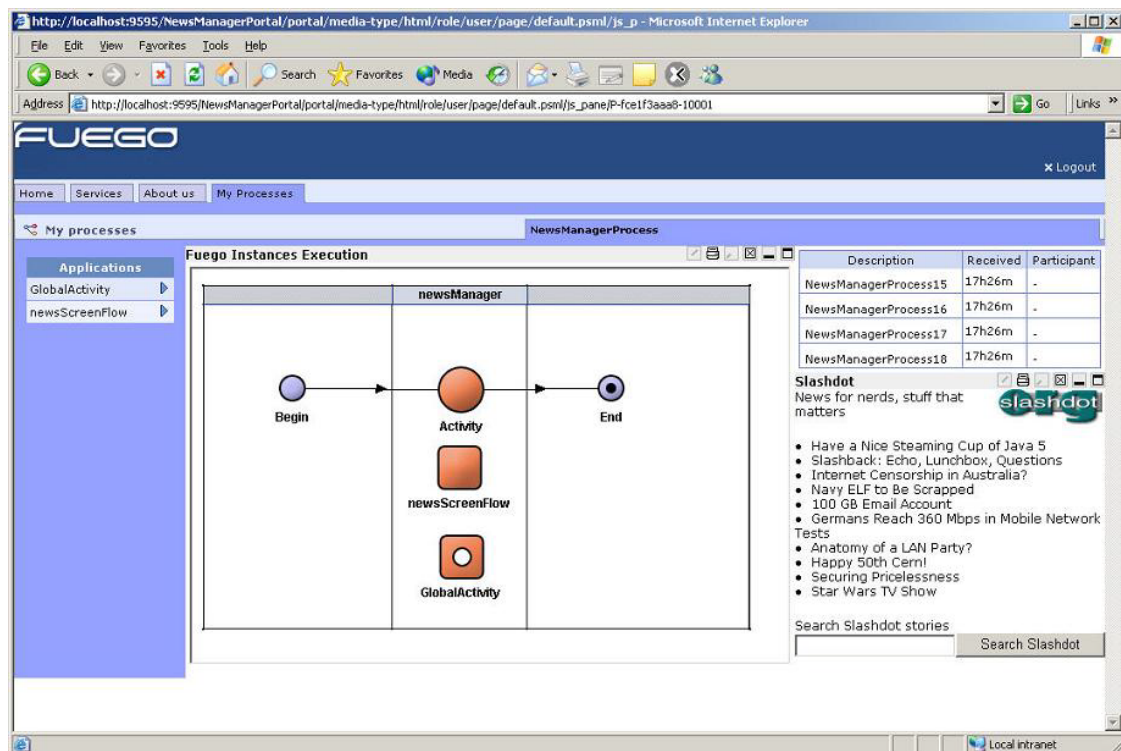 http://localhost:9595/NewsManagerPortal/portal/media-type/html/role/user/page/default.psml/js_p - Microsoft Internet Explorer
File Edit View Favorites Tools Help
Back Search Favorites Media
Address http://localhost:9595/NewsManagerPortal/portal/media-type/html/role/user/page/default.psml/js_pane/P-fce1f3aaa8-10001 Go Links »
FUEGO
x Logout
Home Services About us My Processes
My processes NewsManagerProcess
Applications
GlobalActivity
newsScreenFlow
Fuego Instances Execution
newsManager
Begin
Activity
End
newsScreenFlow
GlobalActivity
Description Received Participant
NewsManagerProcess15 17h26m -
NewsManagerProcess16 17h26m -
NewsManagerProcess17 17h26m -
NewsManagerProcess18 17h26m -
Slashdot
News for nerds, stuff that
matters
slashdot
• Have a Nice Steaming Cup of Java 5
• Slashback: Echo, Lunchbox, Questions
• Internet Censorship in Australia?
• Navy ELF to Be Scrapped
• 100 GB Email Account
• Germans Reach 360 Mbps in Mobile Network
Tests
• Anatomy of a LAN Party?
• Happy 50th Cern!
• Securing Pricelessness
• Star Wars TV Show
Search Slashdot stories
Search Slashdot
Local intranet